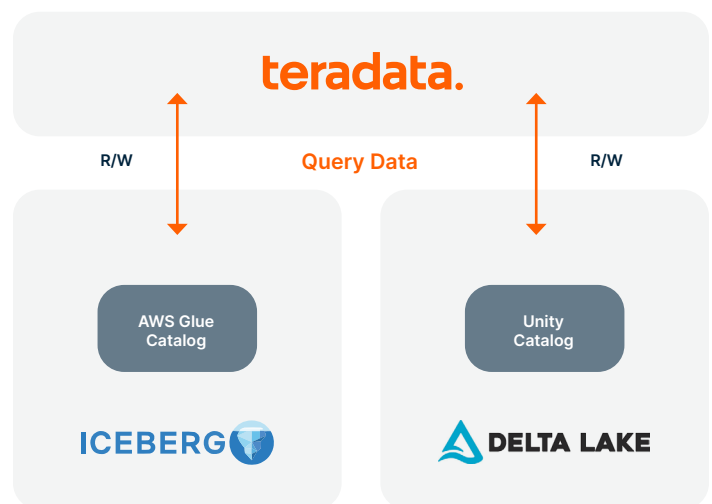 teradata.
R/W
Query Data
R/W
AWS Glue
Catalog
Unity
Catalog
ICEBERG
DELTA LAKE